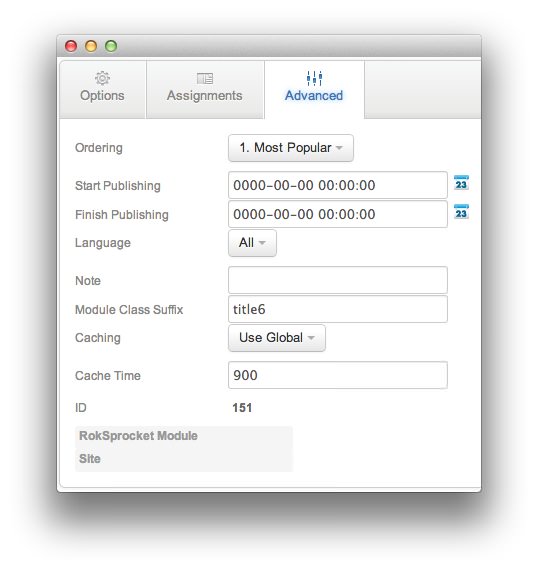 Options Assignments Advanced
Ordering 1. Most Popular
Start Publishing 0000-00-00 00:00:00 23
Finish Publishing 0000-00-00 00:00:00 23
Language All
Note
Module Class Suffix title6
Caching Use Global
Cache Time 900
ID 151
RokSprocket Module
Site